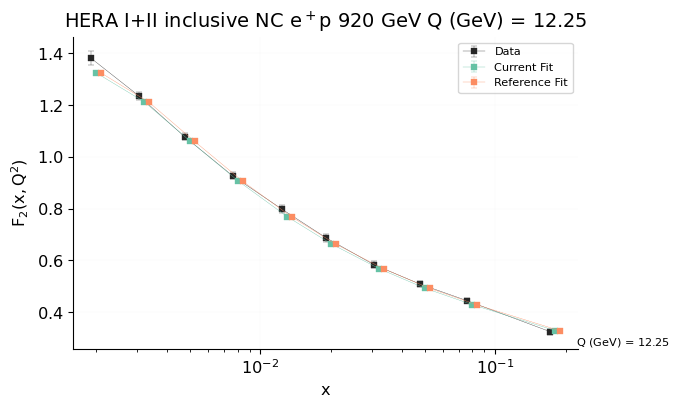 HERA I+II inclusive NC e⁺p 920 GeV Q (GeV) = 12.25
Data
Current Fit
Reference Fit
F₂(x, Q²)
1.4
1.2
1.0
0.8
0.6
0.4
10⁻²
10⁻¹
Q (GeV) = 12.25
x